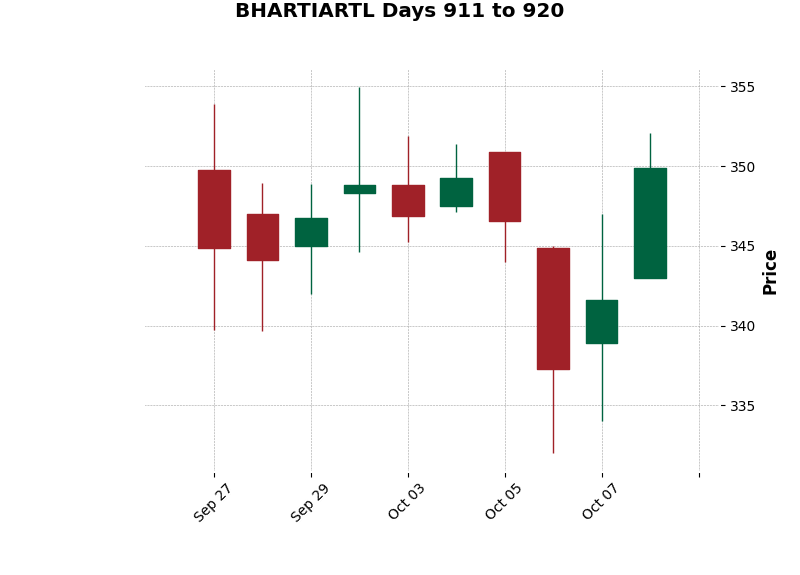 BHARTIARTL Days 911 to 920
355
350
345
340
335
Price
Sep 27
Sep 29
Oct 03
Oct 05
Oct 07